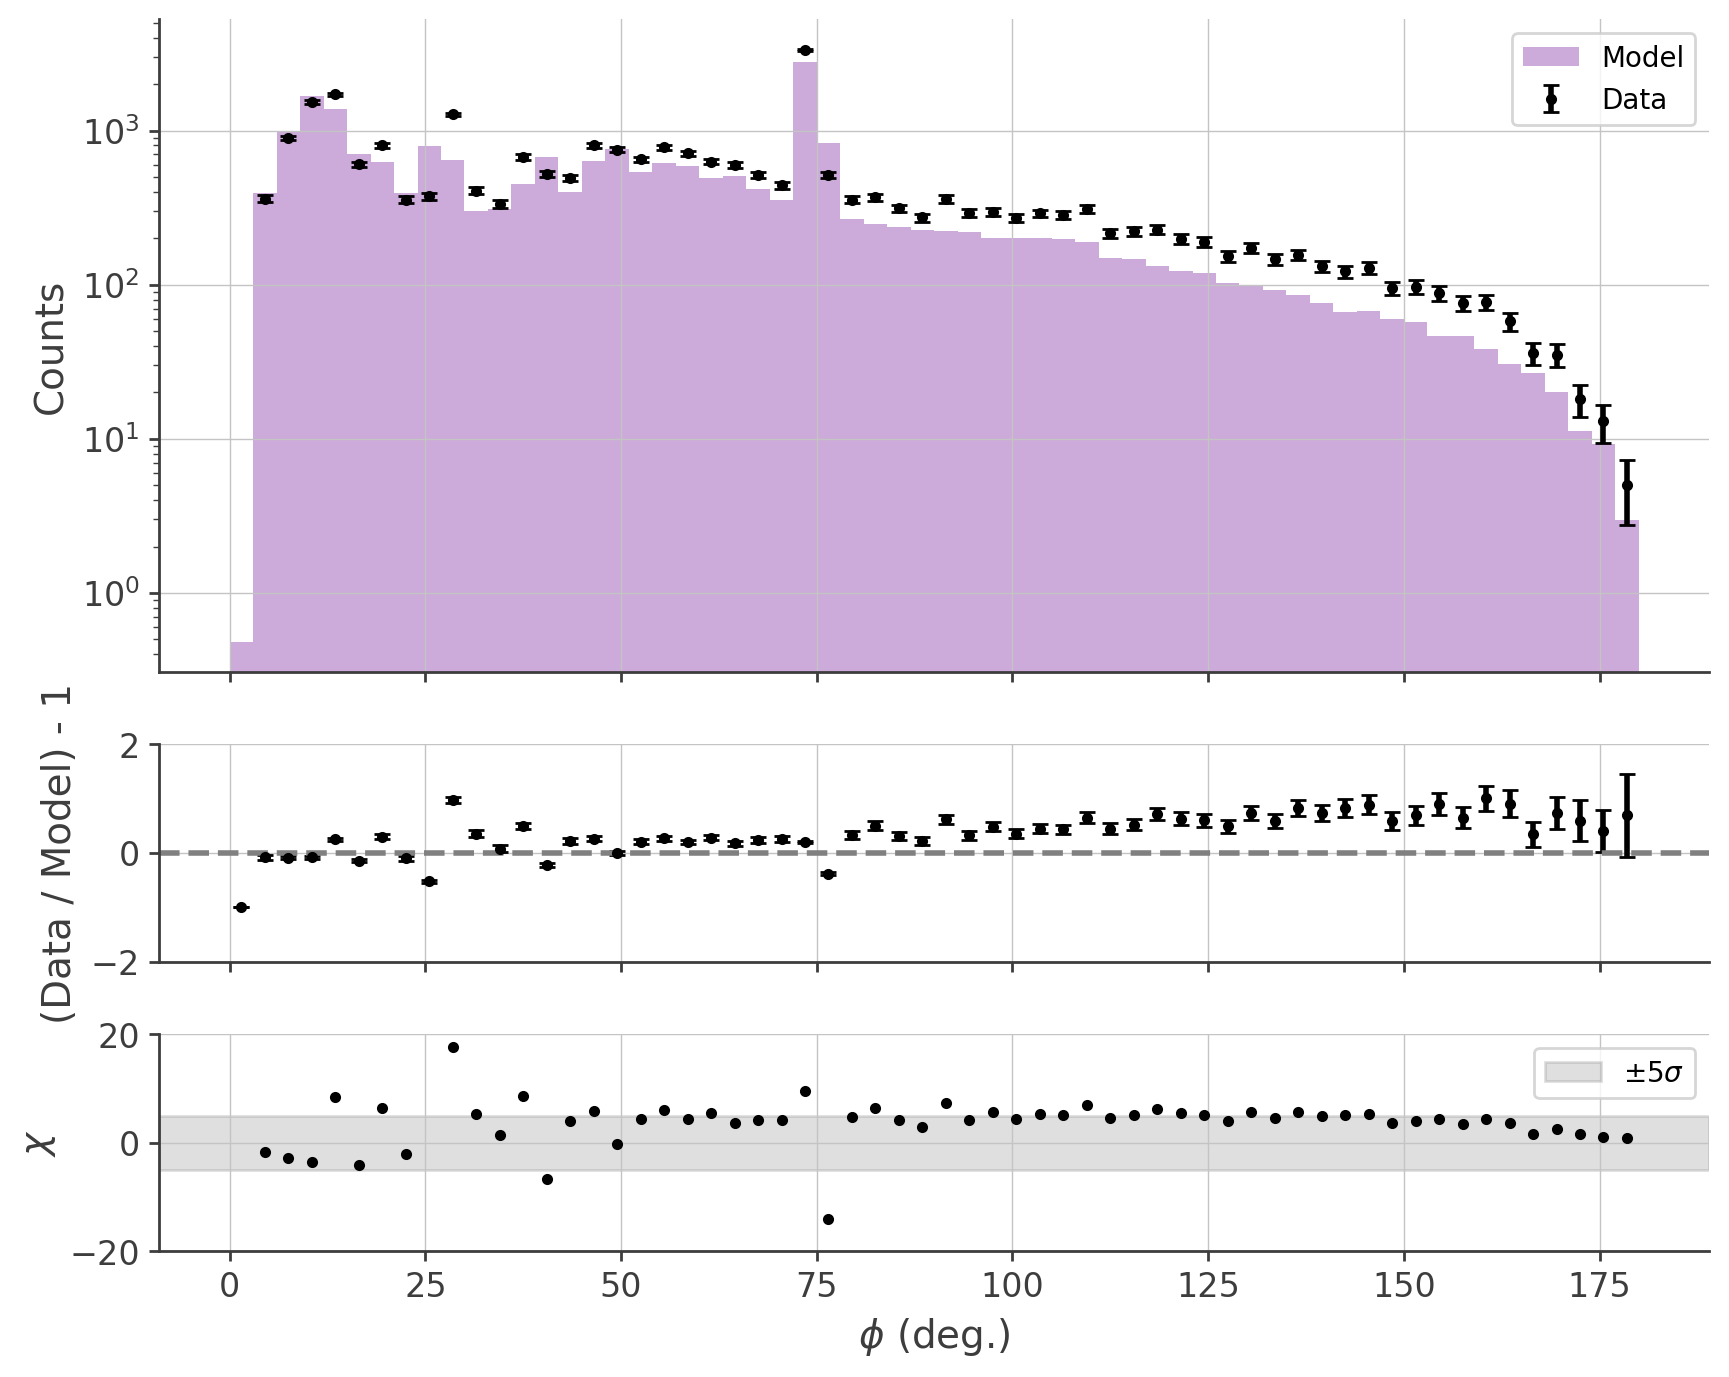 Counts
10³
10²
10¹
10⁰
Model
Data
(Data / Model) - 1
2
0
−2
χ
20
0
−20
±5σ
0 25 50 75 100 125 150 175
ϕ (deg.)